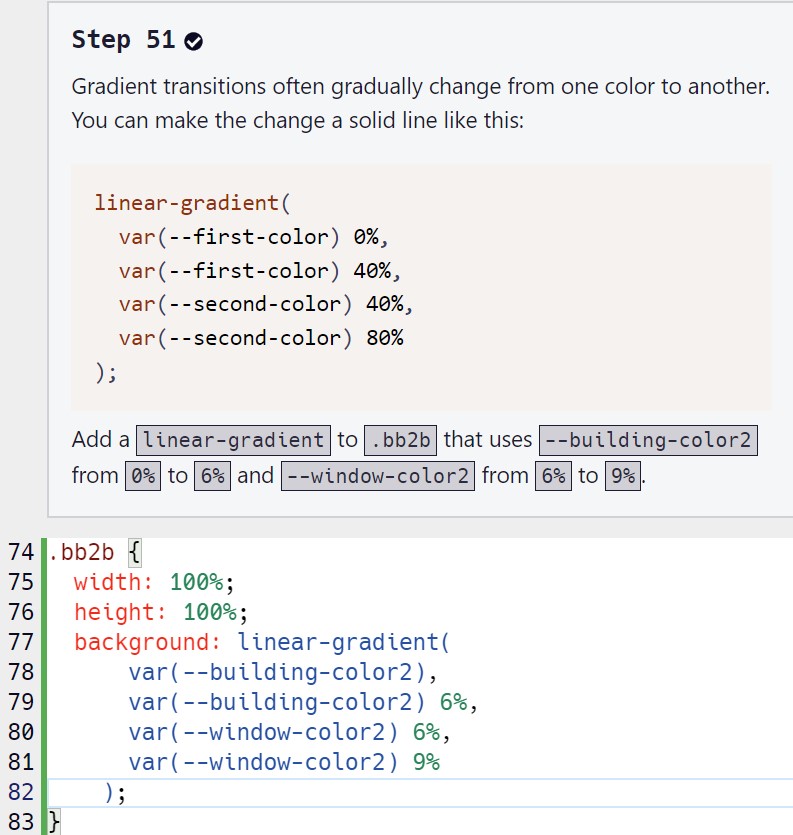 Step 51
Gradient transitions often gradually change from one color to another.
You can make the change a solid line like this:
linear-gradient(
var(--first-color) 0%,
var(--first-color) 40%,
var(--second-color) 40%,
var(--second-color) 80%
);
Add a linear-gradient to .bb2b that uses --building-color2
from 0% to 6% and --window-color2 from 6% to 9%.
74 .bb2b {
75 width: 100%;
76 height: 100%;
77 background: linear-gradient(
78 var(--building-color2),
79 var(--building-color2) 6%,
80 var(--window-color2) 6%,
81 var(--window-color2) 9%
82 );
83 }